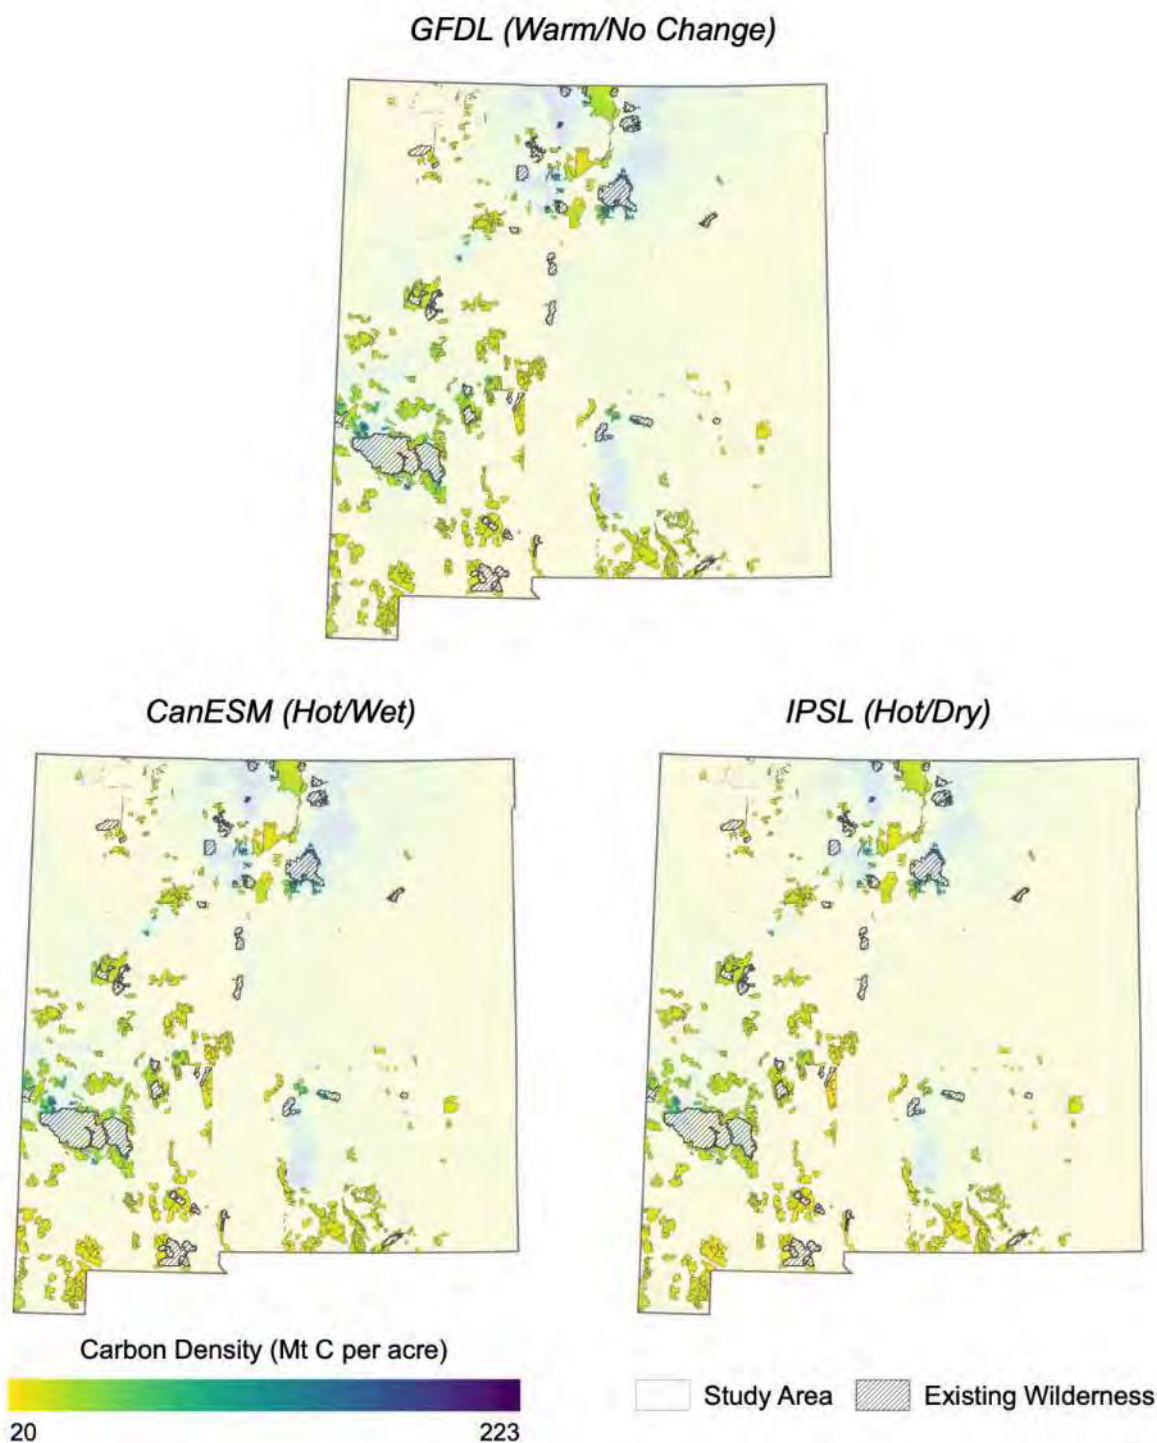 GFDL (Warm/No Change)
CanESM (Hot/Wet)
IPSL (Hot/Dry)
Carbon Density (Mt C per acre)
20
223
Study Area
Existing Wilderness